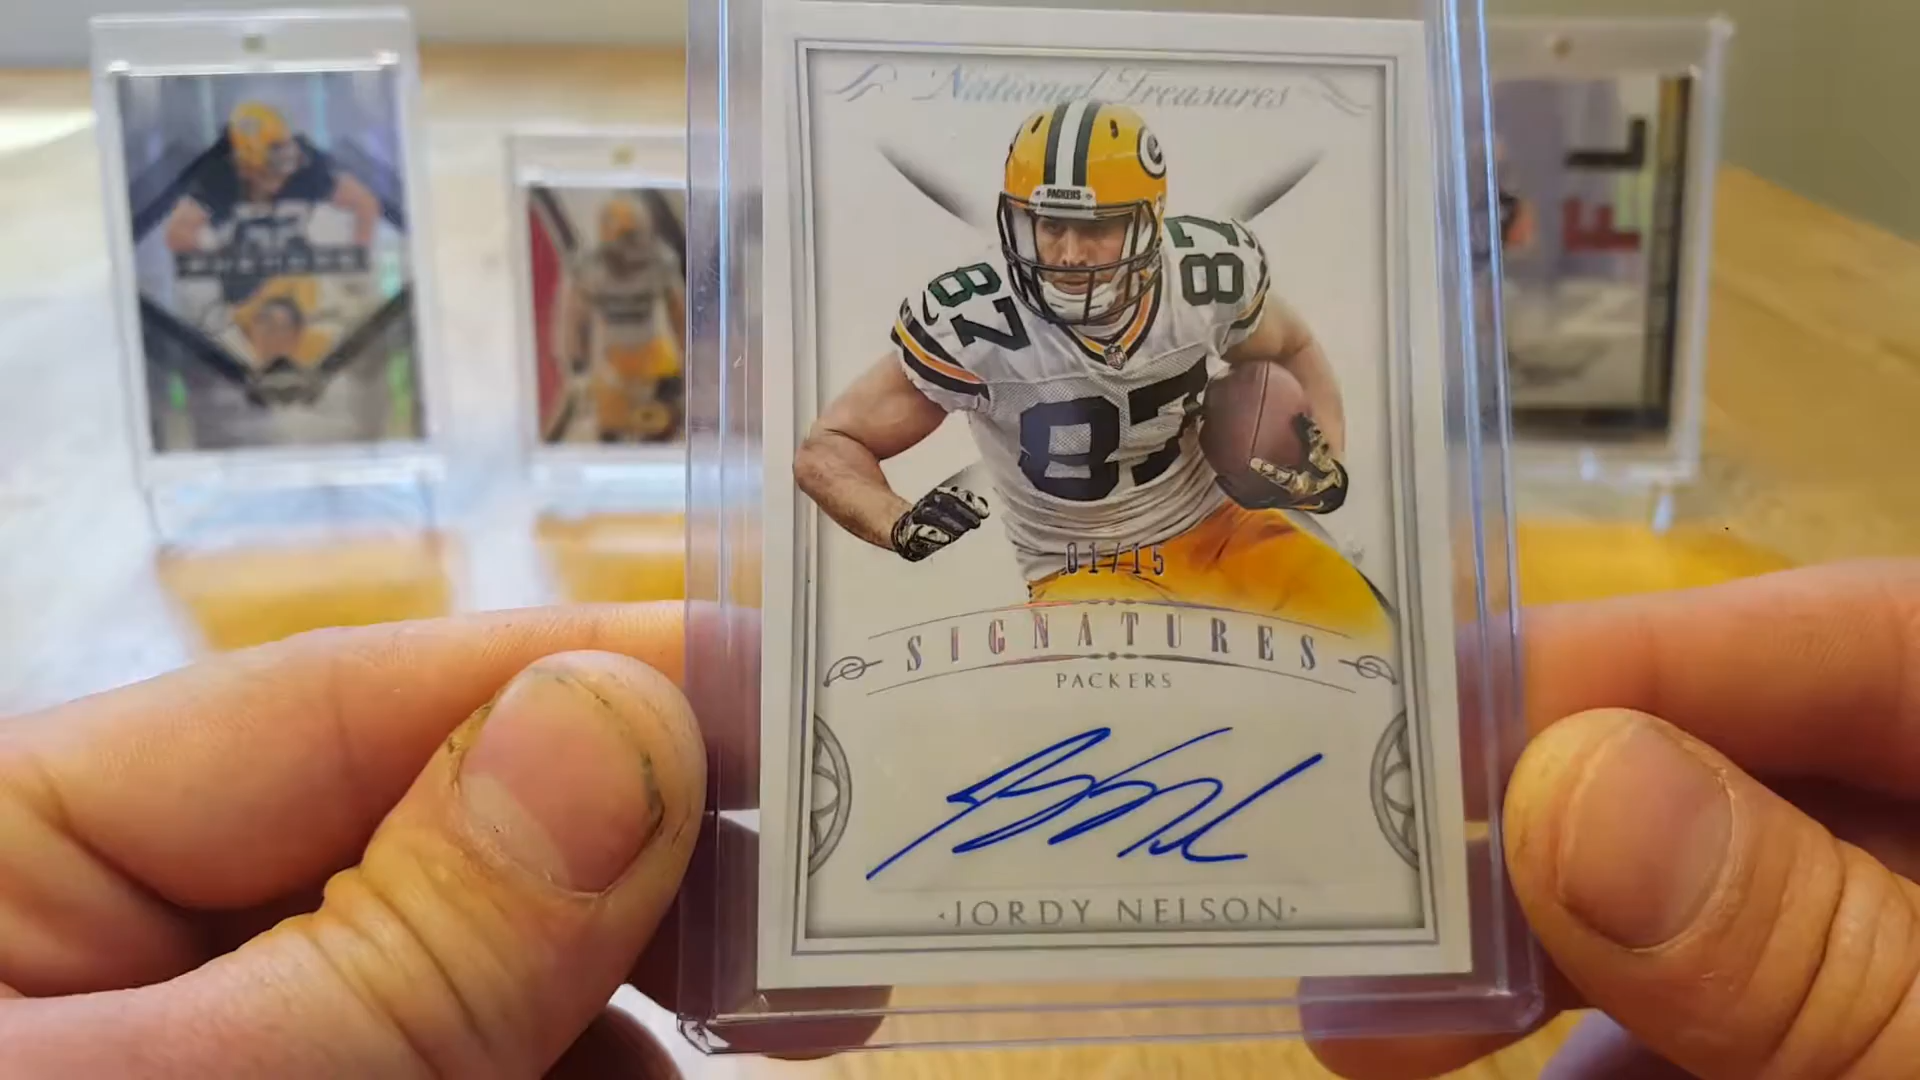 National Treasures
PACKERS
87
87
87
01/15
SIGNATURES
PACKERS
JORDY NELSON